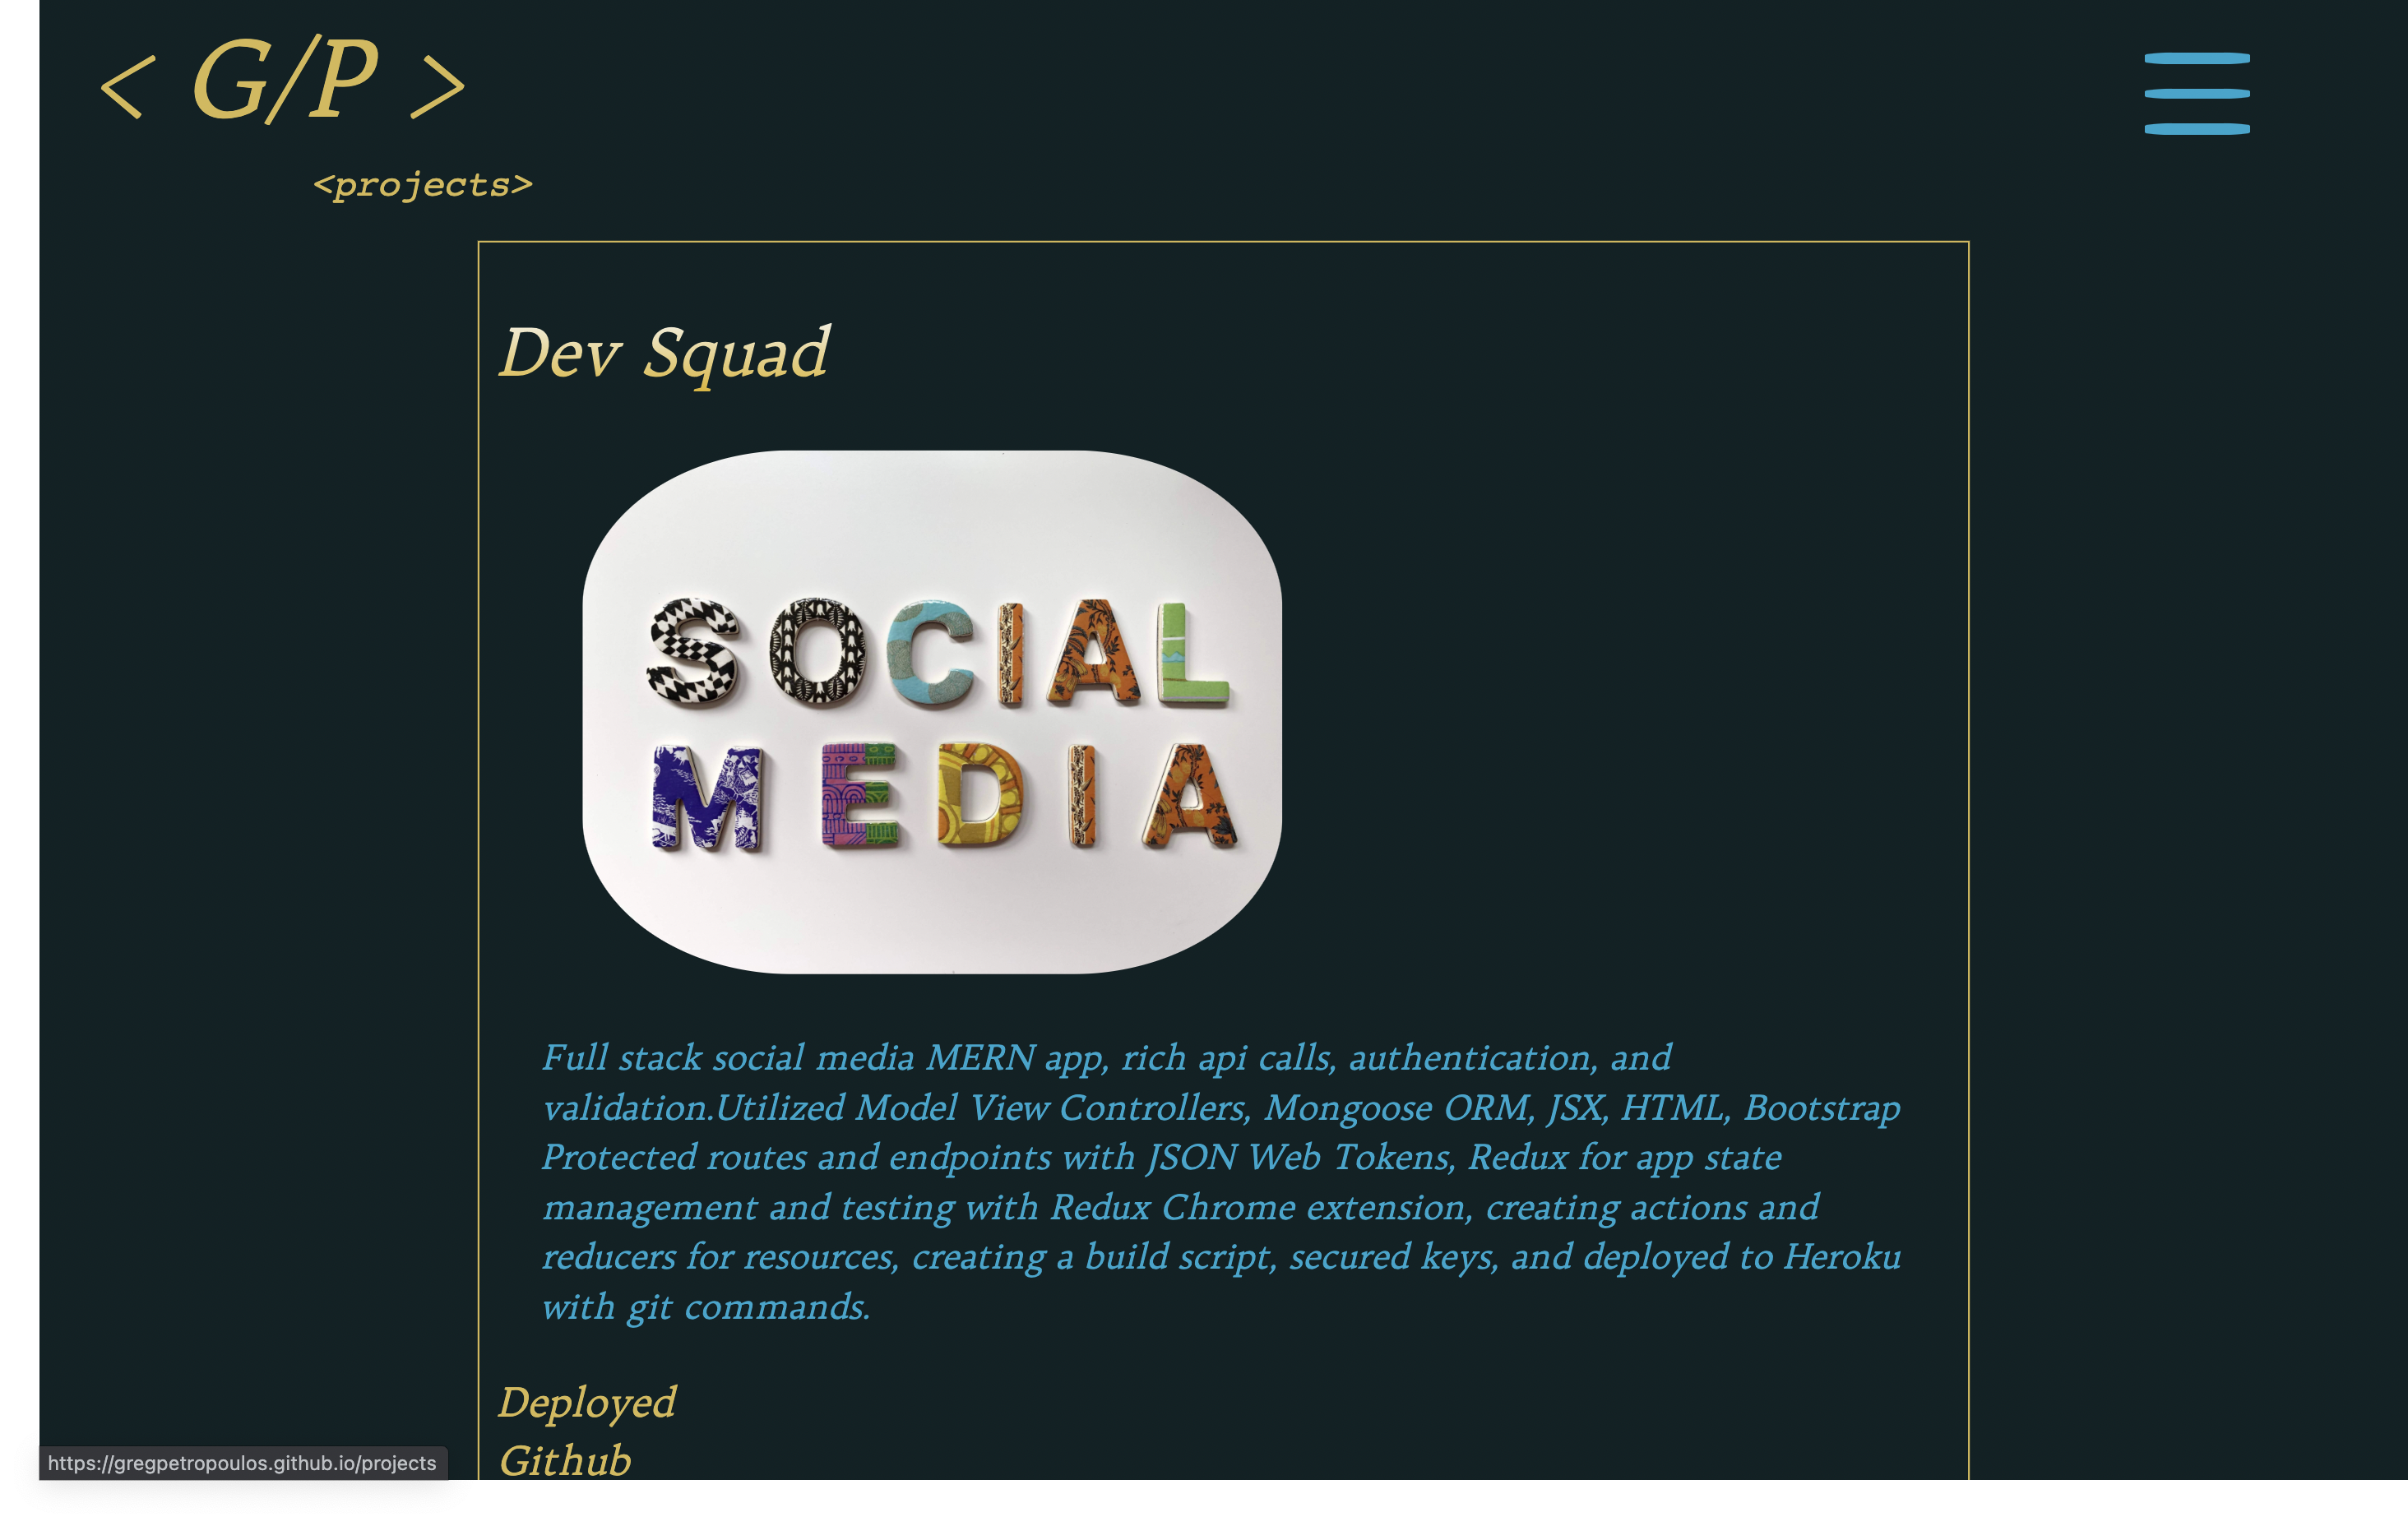 < G/P >
<projects>
Dev Squad
SOCIAL
MEDIA
Full stack social media MERN app, rich api calls, authentication, and
validation.Utilized Model View Controllers, Mongoose ORM, JSX, HTML, Bootstrap
Protected routes and endpoints with JSON Web Tokens, Redux for app state
management and testing with Redux Chrome extension, creating actions and
reducers for resources, creating a build script, secured keys, and deployed to Heroku
with git commands.
Deployed
Github
https://gregpetropoulos.github.io/projects